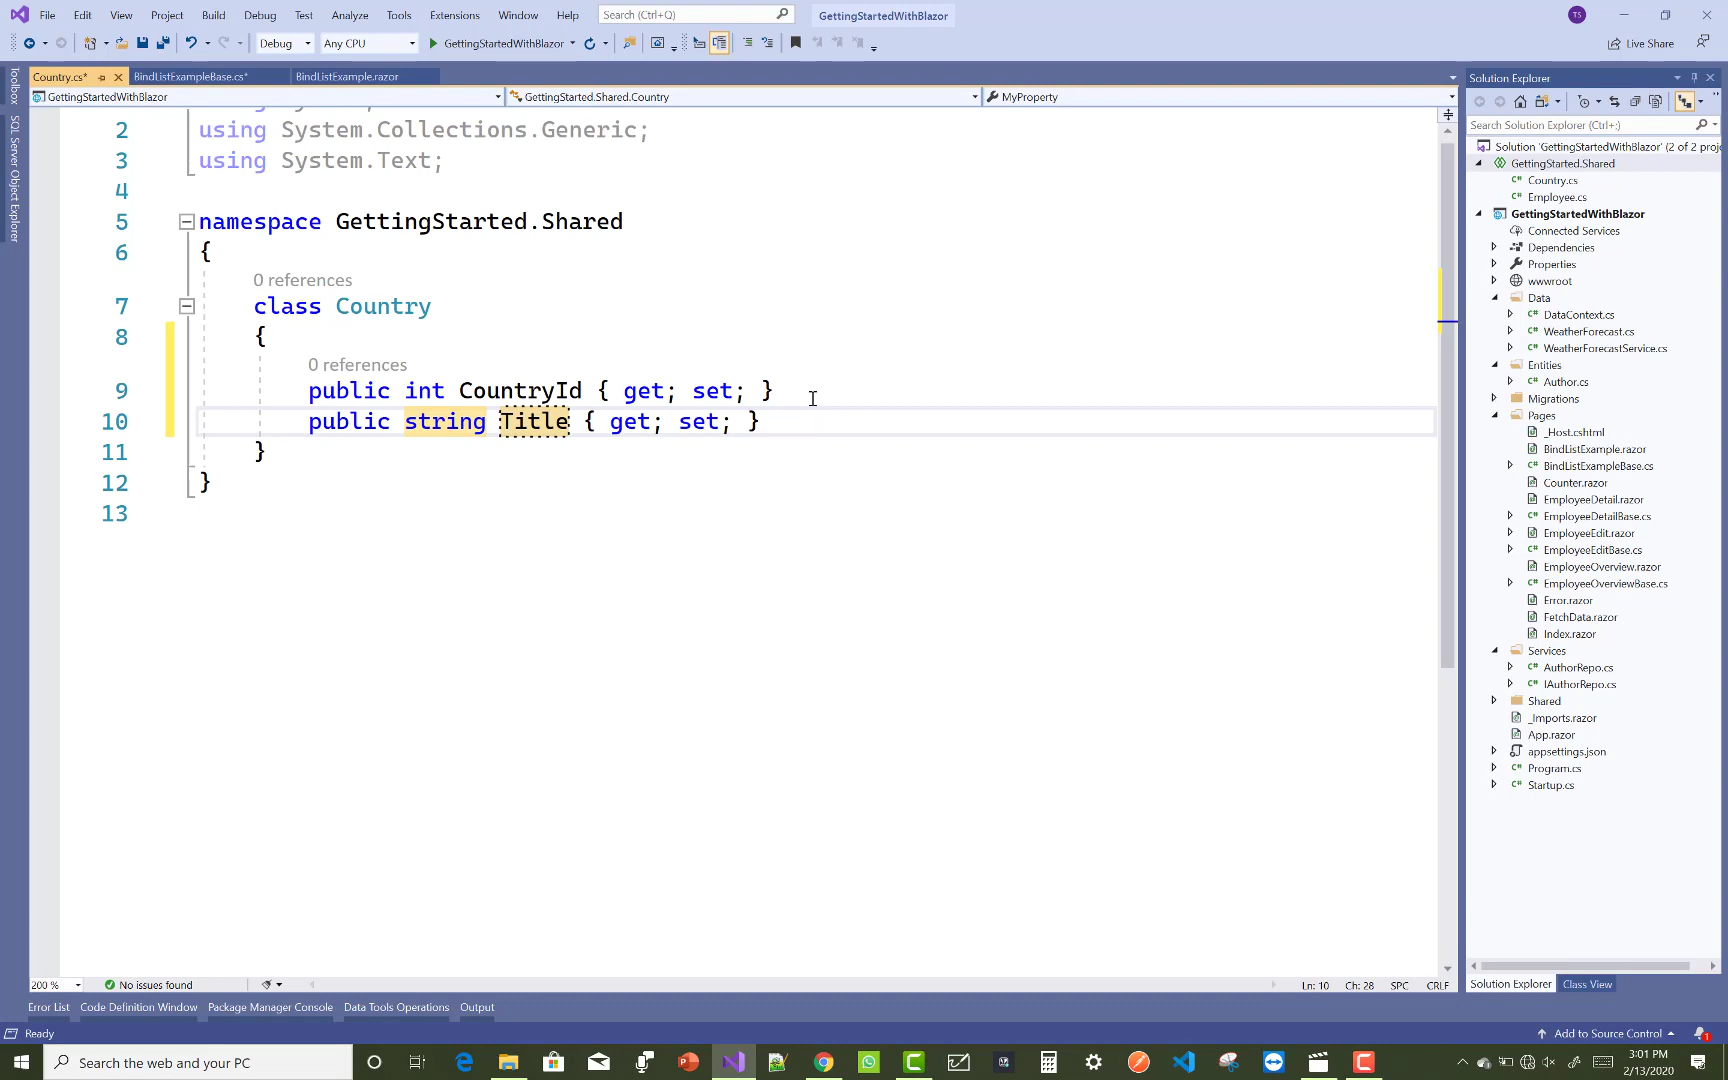 File Edit View Project Build Debug Test Analyze Tools Extensions Window Help Search (Ctrl+Q) GettingStartedWithBlazor TS
Debug Any CPU GettingStartedWithBlazor Live Share
Country.cs* BindListExampleBase.cs* BindListExample.razor
GettingStartedWithBlazor GettingStarted.Shared.Country MyProperty
Toolbox
SQL Server Object Explorer
2 using System.Collections.Generic;
3 using System.Text;
4
5 namespace GettingStarted.Shared
6 {
0 references
7 class Country
8 {
0 references
9 public int CountryId { get; set; }
10 public string Title { get; set; }
11 }
12 }
13
200 % No issues found Ln: 10 Ch: 28 SPC CRLF
Solution Explorer
Search Solution Explorer (Ctrl+;)
Solution 'GettingStartedWithBlazor' (2 of 2 proj
GettingStarted.Shared
C# Country.cs
C# Employee.cs
GettingStartedWithBlazor
Connected Services
Dependencies
Properties
wwwroot
Data
C# DataContext.cs
C# WeatherForecast.cs
C# WeatherForecastService.cs
Entities
C# Author.cs
Migrations
Pages
_Host.cshtml
BindListExample.razor
C# BindListExampleBase.cs
Counter.razor
EmployeeDetail.razor
C# EmployeeDetailBase.cs
EmployeeEdit.razor
C# EmployeeEditBase.cs
EmployeeOverview.razor
C# EmployeeOverviewBase.cs
Error.razor
FetchData.razor
Index.razor
Services
C# AuthorRepo.cs
C# IAuthorRepo.cs
Shared
_Imports.razor
App.razor
appsettings.json
C# Program.cs
C# Startup.cs
Solution Explorer Class View
Error List Code Definition Window Package Manager Console Data Tools Operations Output
Ready Add to Source Control 1
Search the web and your PC
3:01 PM
2/13/2020